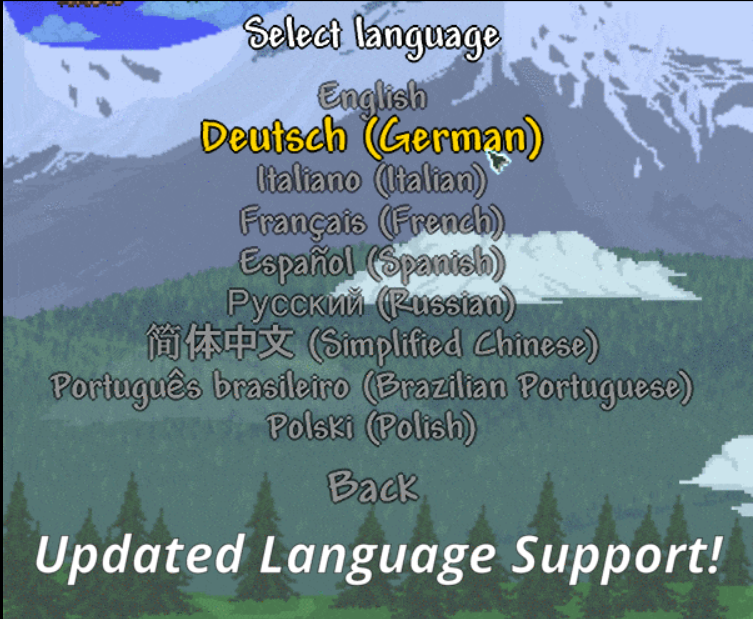 Select language
English
Deutsch (German)
Italiano (Italian)
Français (French)
Español (Spanish)
Русский (Russian)
简体中文 (Simplified Chinese)
Português brasileiro (Brazilian Portuguese)
Polski (Polish)
Back
Updated Language Support!